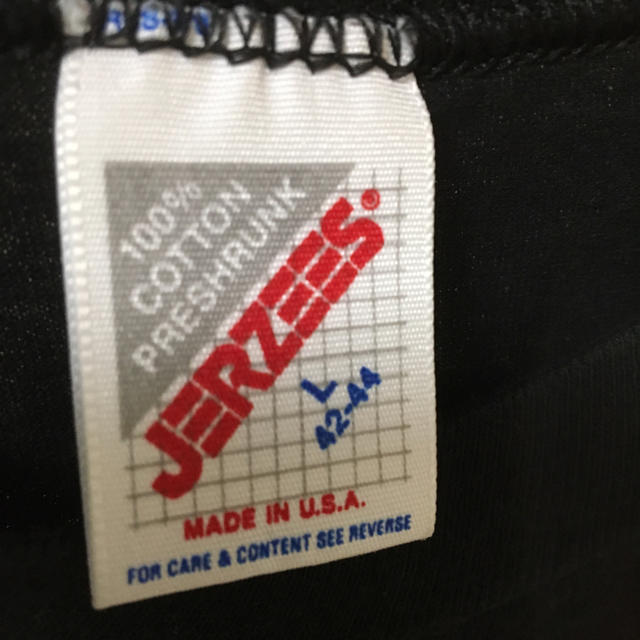 100%
COTTON
PRESHRUNK
JERZEES®
L
42-44
MADE IN U.S.A.
FOR CARE & CONTENT SEE REVERSE